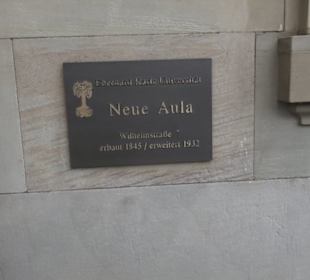 Eberhard Karls Universität
Neue Aula
Wilhelmstraße
erbaut 1845 / erweitert 1932